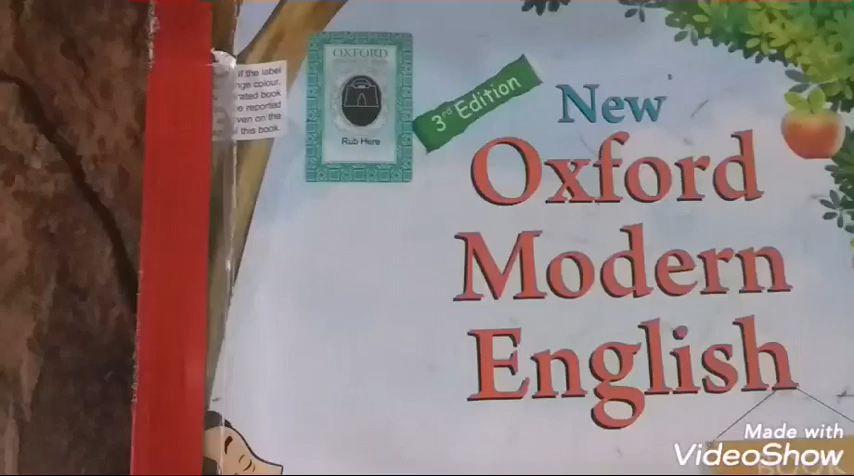 if the label
nge colour,
rated book
e reported
ven on the
this book.
OXFORD
Rub Here
3rd Edition
New
Oxford
Modern
English
Made with
VideoShow